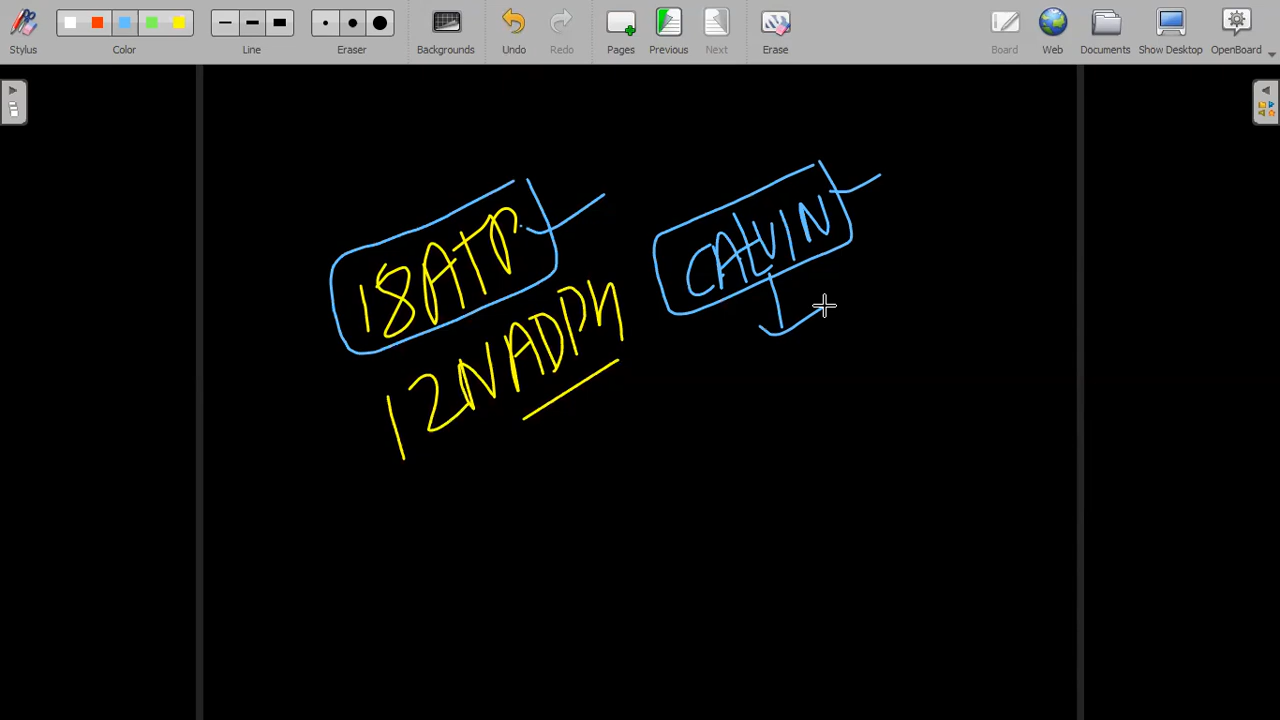 Stylus Color Line Eraser Backgrounds Undo Redo Pages Previous Next Erase Board Web Documents Show Desktop OpenBoard
18ATP CALVIN
12NADPH